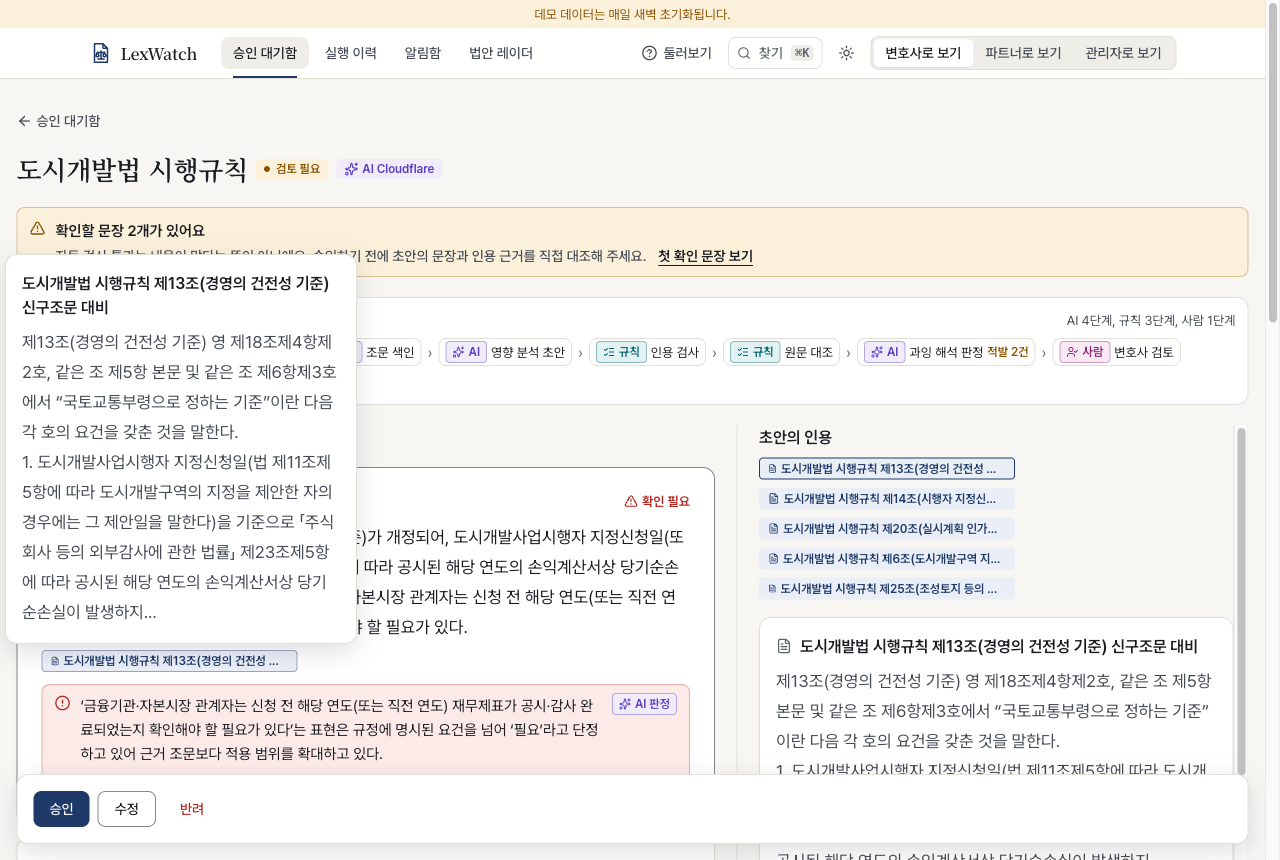 데모 데이터는 매일 새벽 초기화됩니다.
LexWatch
승인 대기함
실행 이력
알림함
법안 레이더
둘러보기
찾기 ⌘K
변호사로 보기
파트너로 보기
관리자로 보기
← 승인 대기함
도시개발법 시행규칙
검토 필요
AI Cloudflare
확인할 문장 2개가 있어요
전에 초안의 문장과 인용 근거를 직접 대조해 주세요. 첫 확인 문장 보기
AI 4단계, 규칙 3단계, 사람 1단계
조문 색인 › AI 영향 분석 초안 › 규칙 인용 검사 › 규칙 원문 대조 › AI 과잉 해석 판정 적발 2건 › 사람 변호사 검토
도시개발법 시행규칙 제13조(경영의 건전성 기준)
신구조문 대비
제13조(경영의 건전성 기준) 영 제18조제4항제
2호, 같은 조 제5항 본문 및 같은 조 제6항제3호
에서 “국토교통부령으로 정하는 기준”이란 다음
각 호의 요건을 갖춘 것을 말한다.
1. 도시개발사업시행자 지정신청일(법 제11조제
5항에 따라 도시개발구역의 지정을 제안한 자의
경우에는 그 제안일을 말한다)을 기준으로 「주식
회사 등의 외부감사에 관한 법률」 제23조제5항
에 따라 공시된 해당 연도의 손익계산서상 당기
순손실이 발생하지...
확인 필요
가 개정되어, 도시개발사업시행자 지정신청일(또
따라 공시된 해당 연도의 손익계산서상 당기순손
자본시장 관계자는 신청 전 해당 연도(또는 직전 연
할 필요가 있다.
도시개발법 시행규칙 제13조(경영의 건전성 ...
‘금융기관·자본시장 관계자는 신청 전 해당 연도(또는 직전 연도) 재무제표가 공시·감사 완
료되었는지 확인해야 할 필요가 있다’는 표현은 규정에 명시된 요건을 넘어 ‘필요’라고 단정
하고 있어 근거 조문보다 적용 범위를 확대하고 있다.
AI 판정
초안의 인용
도시개발법 시행규칙 제13조(경영의 건전성 ...
도시개발법 시행규칙 제14조(시행자 지정신...
도시개발법 시행규칙 제20조(실시계획 인가...
도시개발법 시행규칙 제6조(도시개발구역 지...
도시개발법 시행규칙 제25조(조성토지 등의 ...
도시개발법 시행규칙 제13조(경영의 건전성 기준) 신구조문 대비
제13조(경영의 건전성 기준) 영 제18조제4항제2호, 같은 조 제5항
본문 및 같은 조 제6항제3호에서 “국토교통부령으로 정하는 기준”
이란 다음 각 호의 요건을 갖춘 것을 말한다.
1. 도시개발사업시행자 지정신청일(법 제11조제5항에 따라 도시개
승인
수정
반려